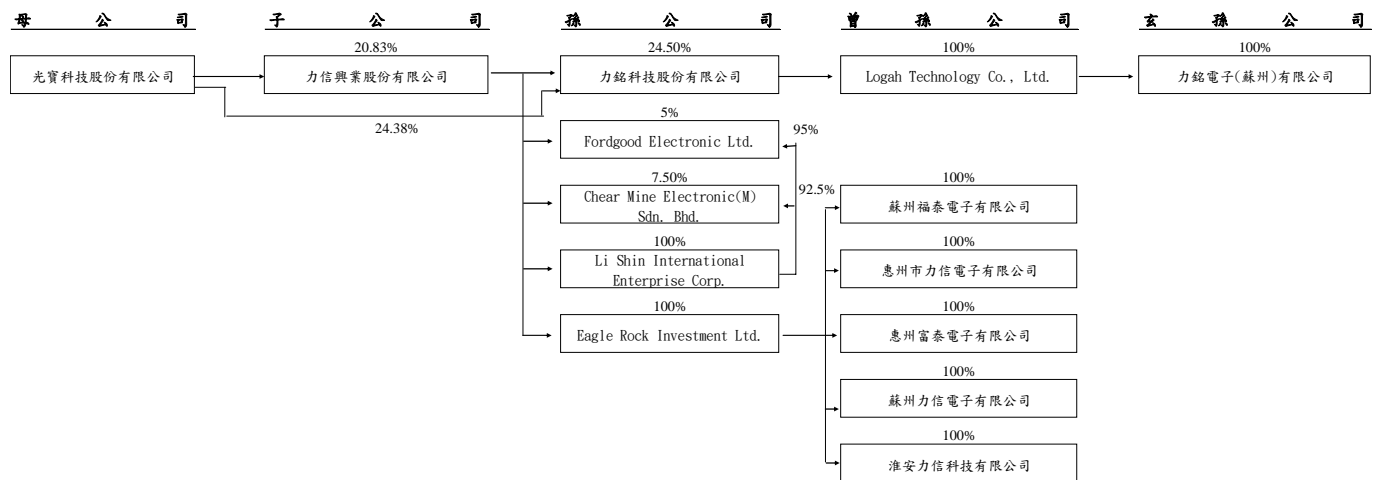 母公司 子公司 孫公司 曾孫公司 玄孫公司
20.83% 24.50% 100% 100%
光寶科技股份有限公司 力信興業股份有限公司 力銘科技股份有限公司 Logah Technology Co., Ltd. 力銘電子(蘇州)有限公司
24.38%
5%
95%
Fordgood Electronic Ltd.
7.50%
92.5%
100%
Chear Mine Electronic(M)
Sdn. Bhd.
蘇州福泰電子有限公司
100%
100%
Li Shin International
Enterprise Corp.
惠州市力信電子有限公司
100%
100%
Eagle Rock Investment Ltd.
惠州富泰電子有限公司
100%
蘇州力信電子有限公司
100%
淮安力信科技有限公司